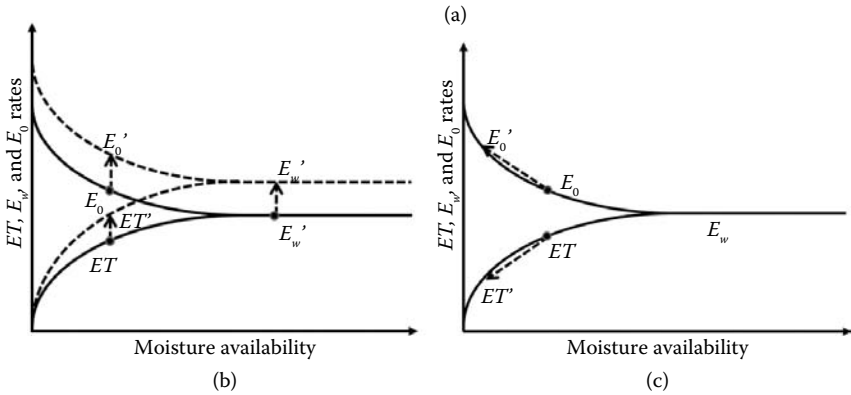 (a)
ET, E_w, and E_0 rates
E_0'
E_w'
E_0
ET'
E_w'
ET
Moisture availability
(b)
ET, E_w, and E_0 rates
E_0'
E_0
ET
E_w
ET'
Moisture availability
(c)